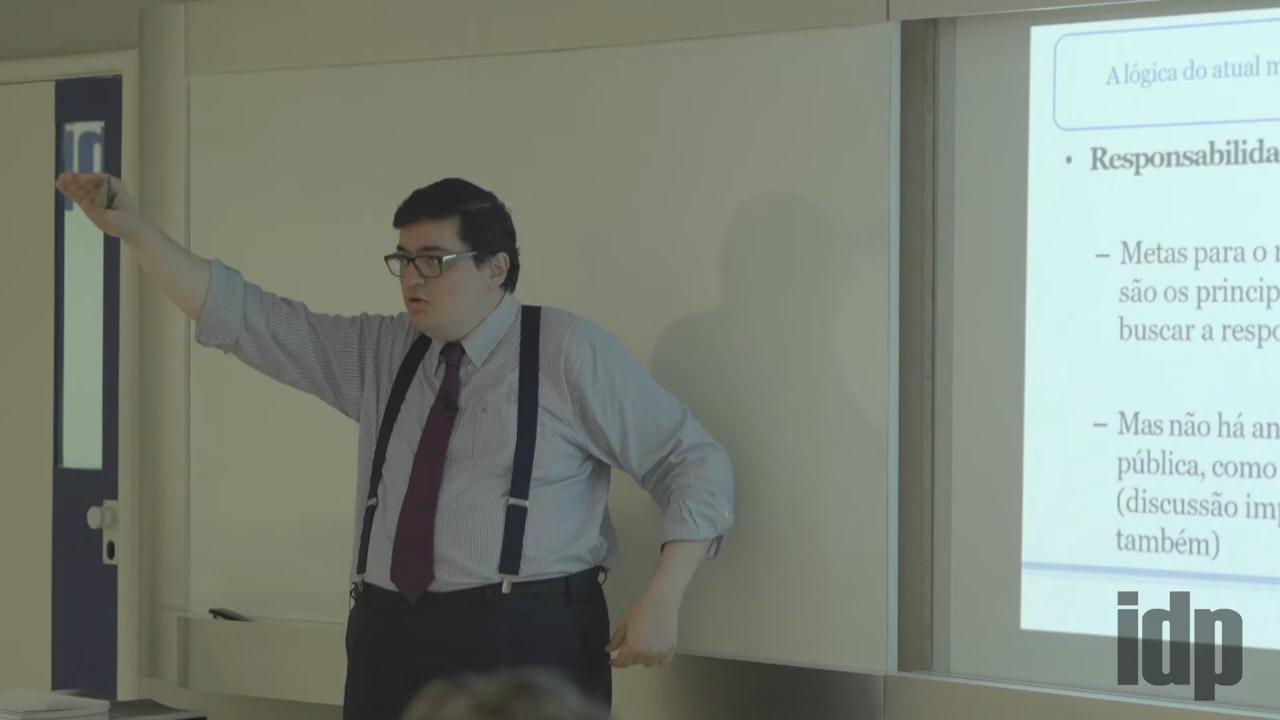 A lógica do atual m
• Responsabilida
– Metas para o
são os princip
buscar a respo
– Mas não há an
pública, como
(discussão imp
também)
idp